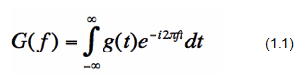 G(f) = ∫_{-∞}^{∞} g(t)e^{-i2πft} dt (1.1)